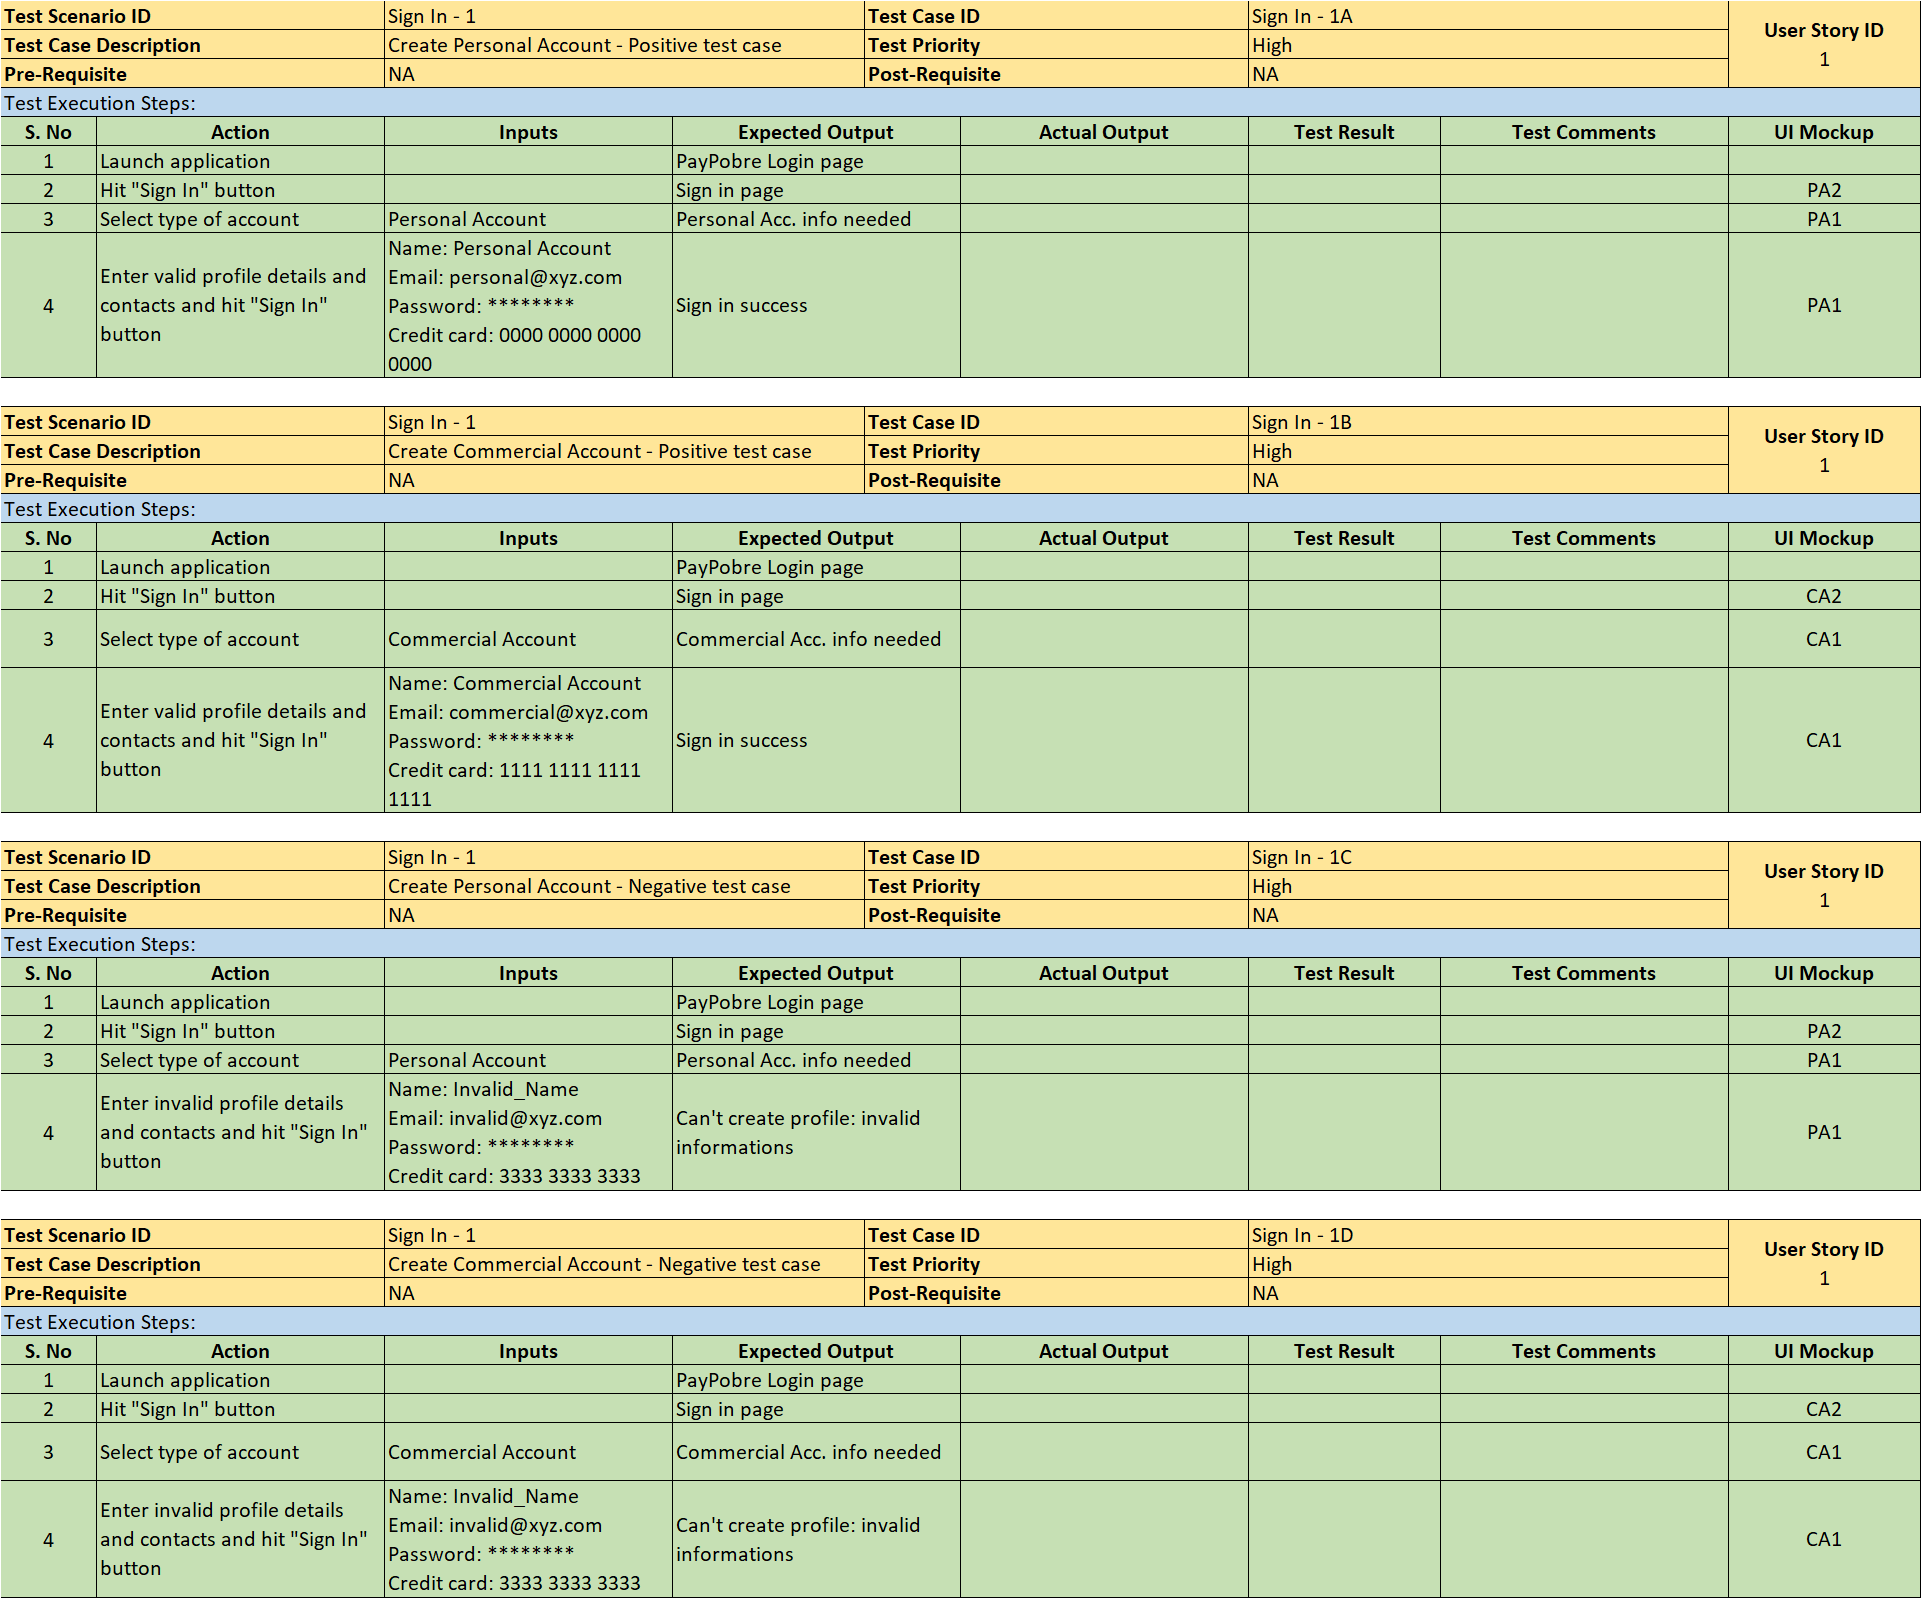 Test Scenario ID Sign In - 1 Test Case ID Sign In - 1A User Story ID
Test Case Description Create Personal Account - Positive test case Test Priority High 1
Pre-Requisite NA Post-Requisite NA
Test Execution Steps:
S. No Action Inputs Expected Output Actual Output Test Result Test Comments UI Mockup
1 Launch application PayPobre Login page
2 Hit "Sign In" button Sign in page PA2
3 Select type of account Personal Account Personal Acc. info needed PA1
4
Enter valid profile details and
contacts and hit "Sign In"
button
Name: Personal Account
Email: personal@xyz.com
Password: ********
Credit card: 0000 0000 0000
0000
Sign in success
PA1
Test Scenario ID Sign In - 1 Test Case ID Sign In - 1B User Story ID
Test Case Description Create Commercial Account - Positive test case Test Priority High 1
Pre-Requisite NA Post-Requisite NA
Test Execution Steps:
S. No Action Inputs Expected Output Actual Output Test Result Test Comments UI Mockup
1 Launch application PayPobre Login page
2 Hit "Sign In" button Sign in page CA2
3 Select type of account Commercial Account Commercial Acc. info needed CA1
4
Enter valid profile details and
contacts and hit "Sign In"
button
Name: Commercial Account
Email: commercial@xyz.com
Password: ********
Credit card: 1111 1111 1111
1111
Sign in success
CA1
Test Scenario ID Sign In - 1 Test Case ID Sign In - 1C User Story ID
Test Case Description Create Personal Account - Negative test case Test Priority High 1
Pre-Requisite NA Post-Requisite NA
Test Execution Steps:
S. No Action Inputs Expected Output Actual Output Test Result Test Comments UI Mockup
1 Launch application PayPobre Login page
2 Hit "Sign In" button Sign in page PA2
3 Select type of account Personal Account Personal Acc. info needed PA1
4
Enter invalid profile details
and contacts and hit "Sign In"
button
Name: Invalid_Name
Email: invalid@xyz.com
Password: ********
Credit card: 3333 3333 3333
Can't create profile: invalid
informations
PA1
Test Scenario ID Sign In - 1 Test Case ID Sign In - 1D User Story ID
Test Case Description Create Commercial Account - Negative test case Test Priority High 1
Pre-Requisite NA Post-Requisite NA
Test Execution Steps:
S. No Action Inputs Expected Output Actual Output Test Result Test Comments UI Mockup
1 Launch application PayPobre Login page
2 Hit "Sign In" button Sign in page CA2
3 Select type of account Commercial Account Commercial Acc. info needed CA1
4
Enter invalid profile details
and contacts and hit "Sign In"
button
Name: Invalid_Name
Email: invalid@xyz.com
Password: ********
Credit card: 3333 3333 3333
Can't create profile: invalid
informations
CA1